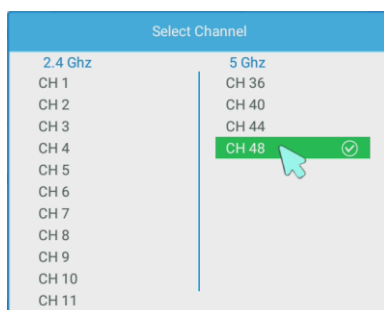 Select Channel
2.4 Ghz
CH 1
CH 2
CH 3
CH 4
CH 5
CH 6
CH 7
CH 8
CH 9
CH 10
CH 11
5 Ghz
CH 36
CH 40
CH 44
CH 48